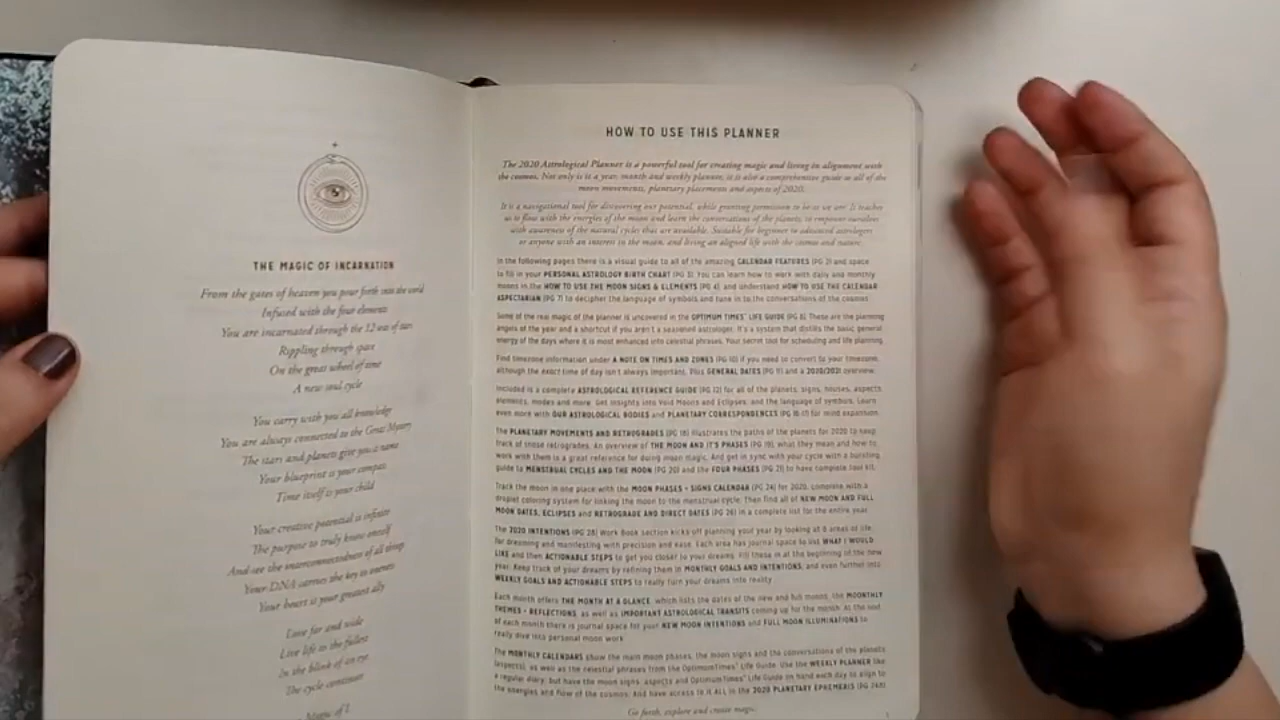 THE MAGIC OF INCARNATION
From the gates of heaven you pour forth into the world
Infused with the four elements
You are incarnated through the 12 out of two
Rippling through space
On the great wheel of time
A new soul cycle
You carry with you all knowledge
You are always connected to the Great Mystery
The stars and planets give you a name
Your blueprint is your compass
Time itself is your child
Your creative potential is infinite
The purpose to truly know oneself
And see the interconnectedness of all things
Your DNA carries the key to
Your heart is your greatest ally
Love far and wide
Live life to the fullest
In the blink of an eye
The cycle continues
HOW TO USE THIS PLANNER
The 2020 Astrological Planner is a powerful tool for creating magic and living in alignment with
the cosmos. Not only is it a year, month and weekly planner, it is also a comprehensive guide to all of the
moon movements, planetary placements and aspects of 2020.
It is a navigational tool for discovering our potential, while granting permission to be as we are. It teaches
us to flow with the energies of the moon and learn the conversations of the planets, to empower ourselves
with awareness of the natural cycles that are available. Suitable for beginner to advanced astrologers
or anyone with an interest in the moon, and living an aligned life with the cosmos and nature.
In the following pages there is a visual guide to all of the amazing CALENDAR FEATURES (PG 2) and space
to fill in your PERSONAL ASTROLOGY BIRTH CHART (PG 3). You can learn how to work with daily and monthly
moons in the HOW TO USE THE MOON SIGNS & ELEMENTS (PG 4), and understand HOW TO USE THE CALENDAR
ASPECTARIAN (PG 7) to decipher the language of symbols and tune in to the conversations of the cosmos.
Some of the real magic of the planner is uncovered in the OPTIMUM TIMES® LIFE GUIDE (PG 8). These are the planning
angles of the year and a shortcut if you aren't a seasoned astrologer. It's a system that distills the basic general
energy of the days where it is most enhanced into celestial phrases. Your secret tool for scheduling and life planning.
Find timezone information under A NOTE ON TIMES AND ZONES (PG 10) if you need to convert to your timezone,
although the exact time of day isn't always important. Plus GENERAL DATES (PG 11) and a 2020/2021 overview.
Included is a complete ASTROLOGICAL REFERENCE GUIDE (PG 12) for all of the planets, signs, houses, aspects
elements, modes and more. Get insights into Void Moons and Eclipses, and the language of symbols. Learn
even more with OUR ASTROLOGICAL BODIES and PLANETARY CORRESPONDENCES (PG 16-17) for mind expansion.
The PLANETARY MOVEMENTS AND RETROGRADES (PG 18) illustrates the paths of the planets for 2020 to keep
track of those retrogrades. An overview of THE MOON AND IT'S PHASES (PG 19), what they mean and how to
work with them is a great reference for doing moon magic. And get in sync with your cycle with a bursting
guide to MENSTRUAL CYCLES AND THE MOON (PG 20) and the FOUR PHASES (PG 21) to have complete tool kit.
Track the moon in one place with the MOON PHASES + SIGNS CALENDAR (PG 24) for 2020, complete with a
droplet coloring system for linking the moon to the menstrual cycle. Then find all of NEW MOON AND FULL
MOON DATES, ECLIPSES and RETROGRADE AND DIRECT DATES (PG 26) in a complete list for the entire year.
The 2020 INTENTIONS (PG 28) Work Book section kicks off planning your year by looking at 8 areas of life,
for dreaming and manifesting with precision and ease. Each area has journal space to list WHAT I WOULD
LIKE and then ACTIONABLE STEPS to get you closer to your dreams. Fill these in at the beginning of the new
year. Keep track of your dreams by refining them in MONTHLY GOALS AND INTENTIONS, and even further into
WEEKLY GOALS AND ACTIONABLE STEPS to really turn your dreams into reality.
Each month offers THE MONTH AT A GLANCE, which lists the dates of the new and full moon, the MOONTHLY
THEMES + REFLECTIONS, as well as IMPORTANT ASTROLOGICAL TRANSITS coming up for the month. At the
of each month there is journal space for your NEW MOON INTENTIONS and FULL MOON ILLUMINATIONS to
really dive into personal moon work.
The MONTHLY CALENDARS show the main moon phases, the moon signs and the conversations of the planets
(aspects), as well as the celestial phrases from the OptimumTimes® Life Guide. Use the WEEKLY PLANNER like
a regular diary, but have the moon signs, aspects and OptimumTimes® Life Guide on hand each day to align to
the energies and flow of the cosmos. And have access to it ALL in the 2020 PLANETARY EPHEMERIS (PG
Go forth, explore and create magic.